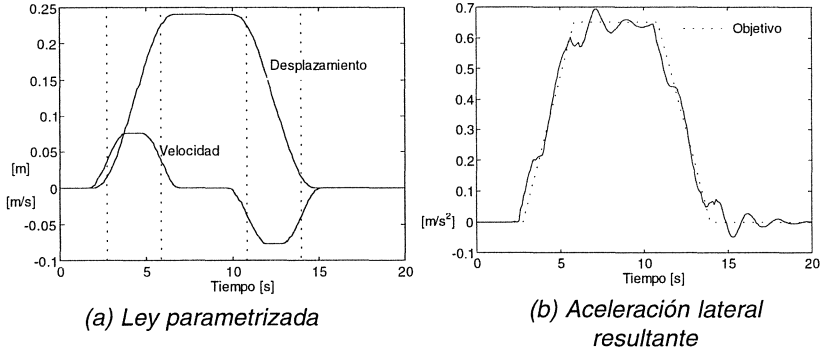 0.25
0.2
0.15
0.1
0.05
[m]
0
[m/s]
-0.05
-0.1
Desplazamiento
Velocidad
0 5 10 15 20
Tiempo [s]
(a) Ley parametrizada
0.7
0.6
0.5
0.4
0.3
0.2
0.1
0
[m/s²]
0.1
Objetivo
0 5 10 15 20
Tiempo [s]
(b) Aceleración lateral
resultante